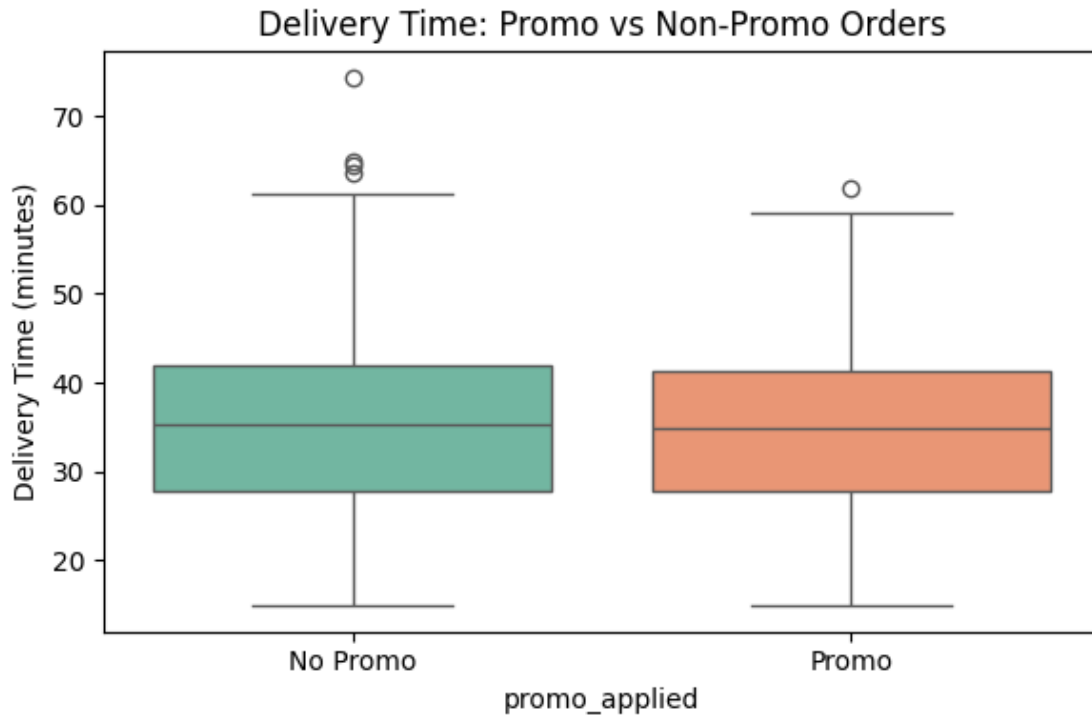 Delivery Time: Promo vs Non-Promo Orders
70
60
50
40
30
20
Delivery Time (minutes)
No Promo
Promo
promo_applied